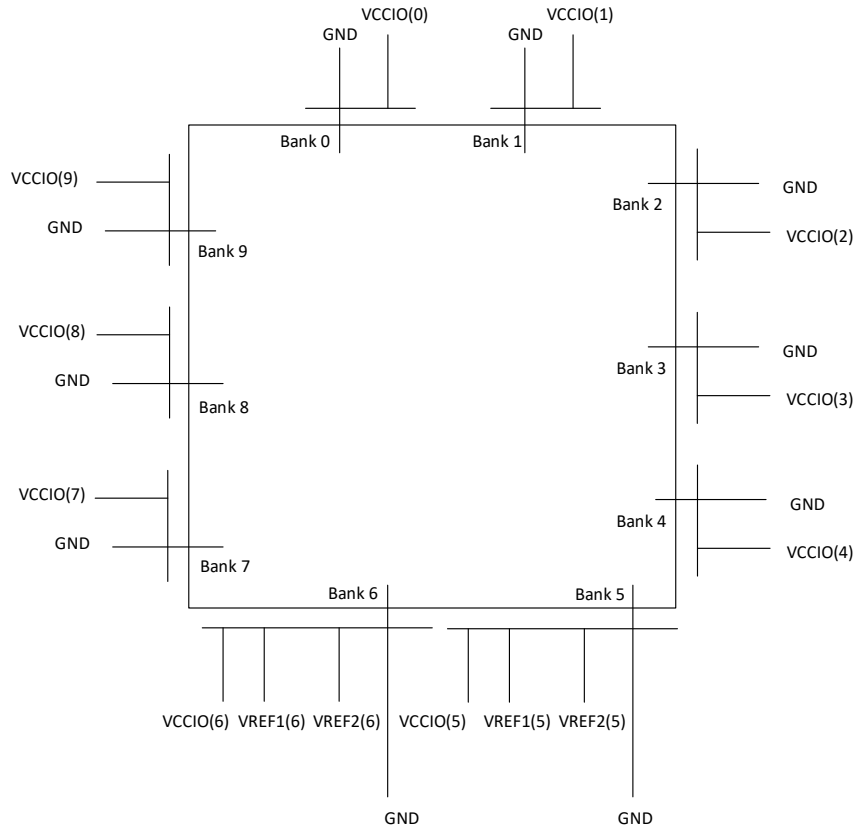 VCCIO(0)
GND
VCCIO(1)
GND
Bank 0
Bank 1
VCCIO(9)
GND
Bank 9
GND
Bank 2
VCCIO(2)
VCCIO(8)
GND
Bank 8
GND
Bank 3
VCCIO(3)
VCCIO(7)
GND
Bank 7
GND
Bank 4
VCCIO(4)
Bank 6
Bank 5
VCCIO(6) VREF1(6) VREF2(6)
VCCIO(5) VREF1(5) VREF2(5)
GND
GND